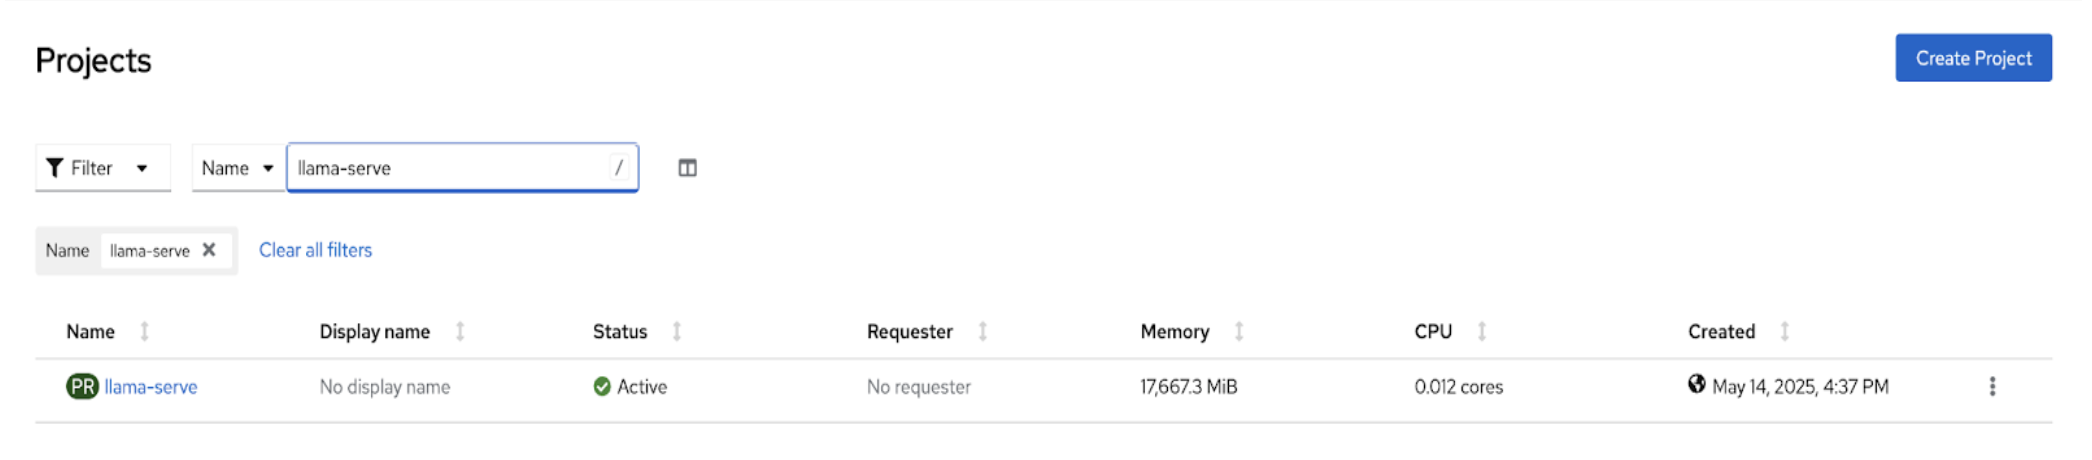 Projects
Create Project
Filter Name llama-serve /
Name llama-serve Clear all filters
Name Display name Status Requester Memory CPU Created
PR llama-serve No display name Active No requester 17,667.3 MiB 0.012 cores May 14, 2025, 4:37 PM